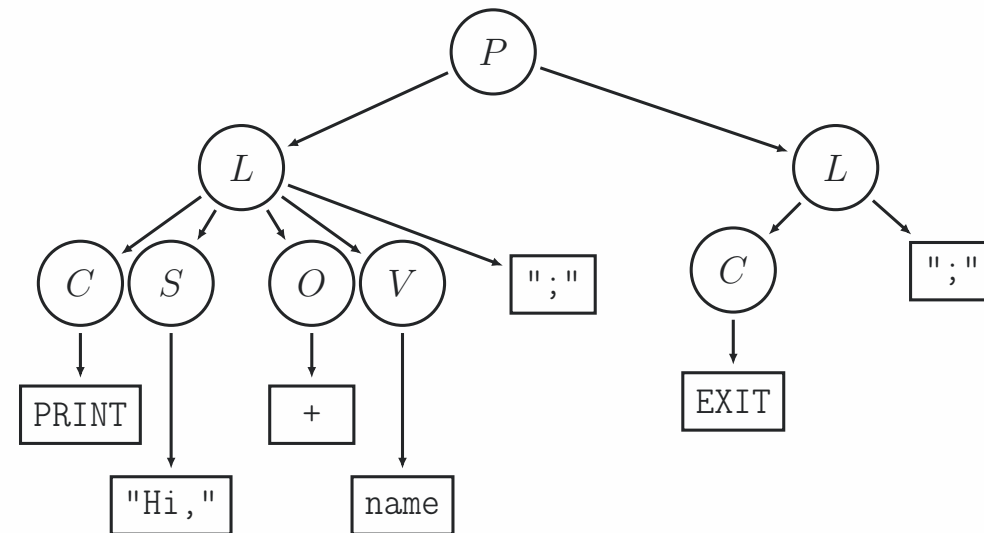 P
L L
C S O V ";" C ";"
PRINT + EXIT
"Hi," name